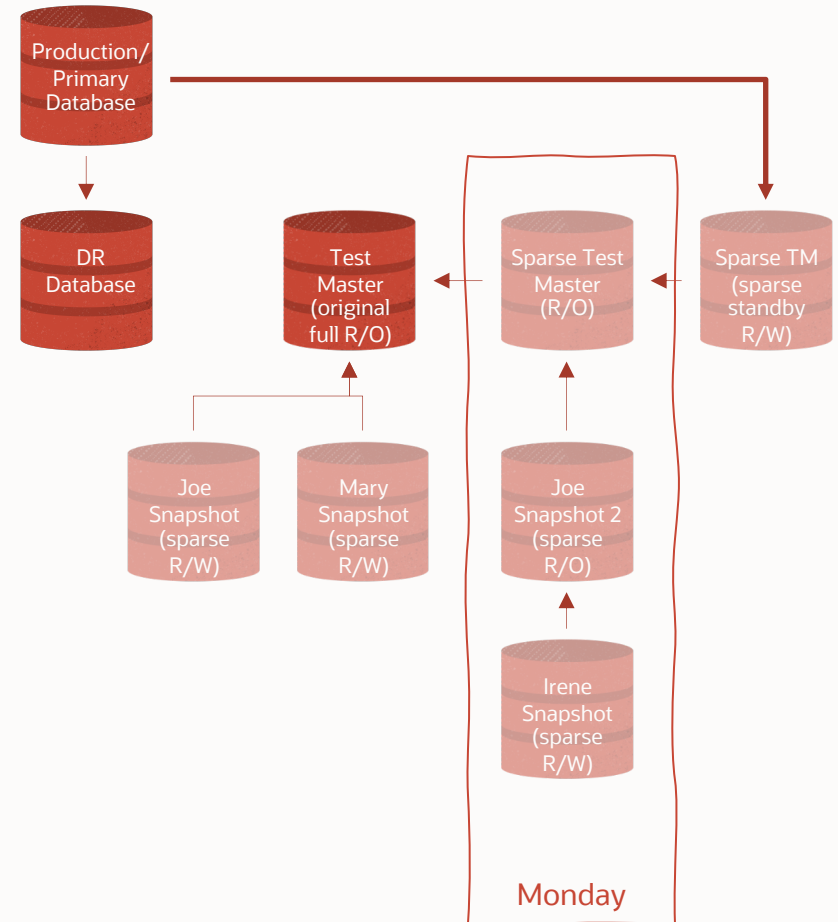 Production/
Primary
Database
DR
Database
Test
Master
(original
full R/O)
Sparse Test
Master
(R/O)
Sparse TM
(sparse
standby
R/W)
Joe
Snapshot
(sparse
R/W)
Mary
Snapshot
(sparse
R/W)
Joe
Snapshot 2
(sparse
R/O)
Irene
Snapshot
(sparse
R/W)
Monday